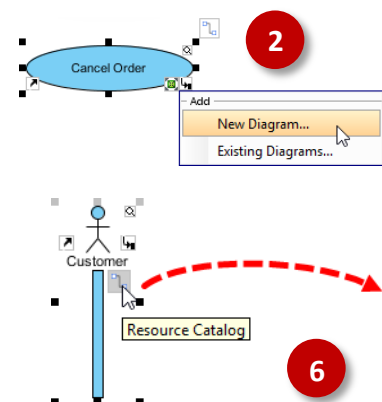 2
Cancel Order
Add
New Diagram...
Existing Diagrams...
Customer
Resource Catalog
6